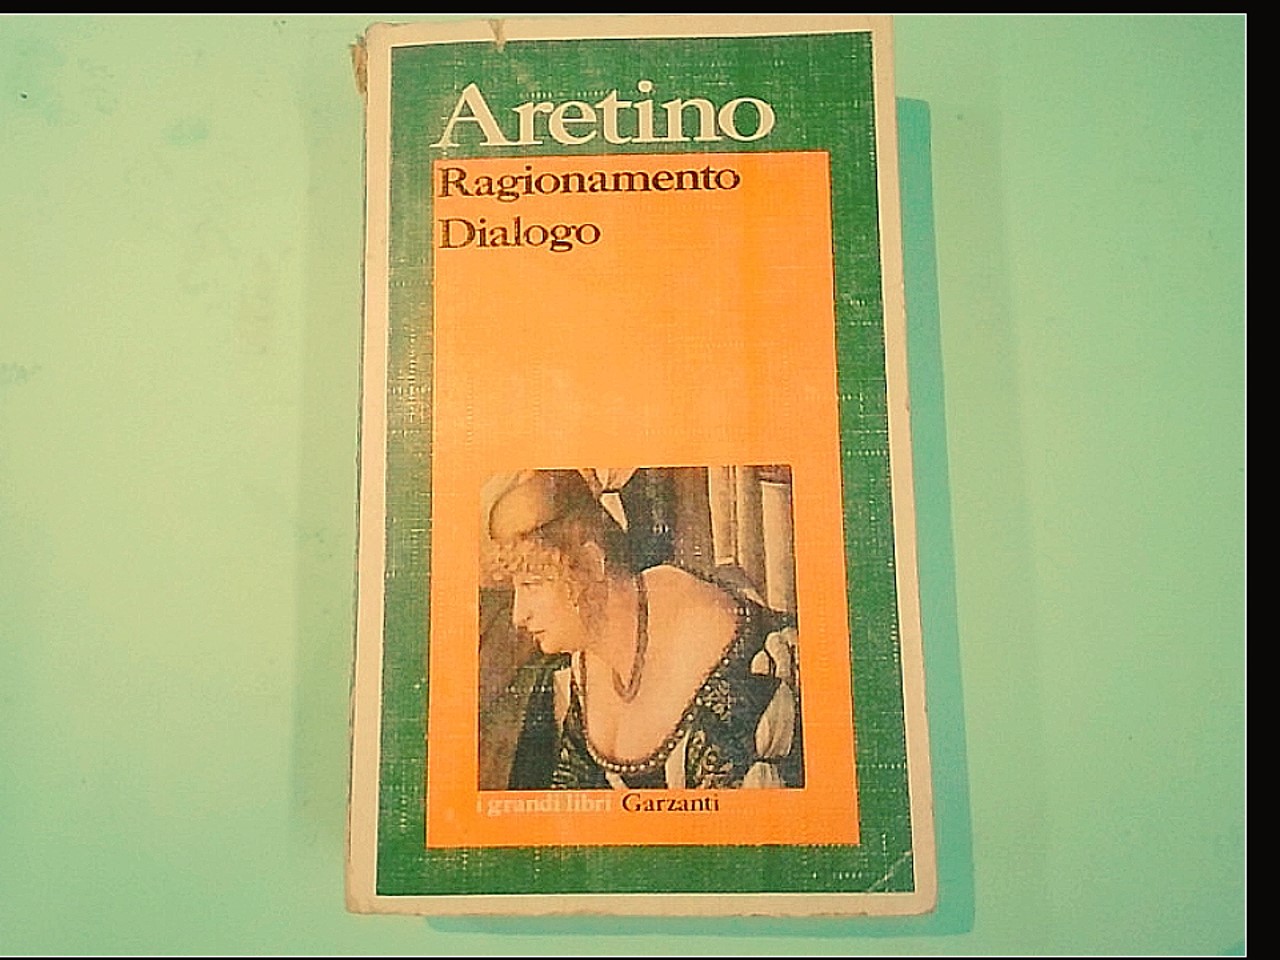 Aretino
Ragionamento
Dialogo
i grandi libri Garzanti